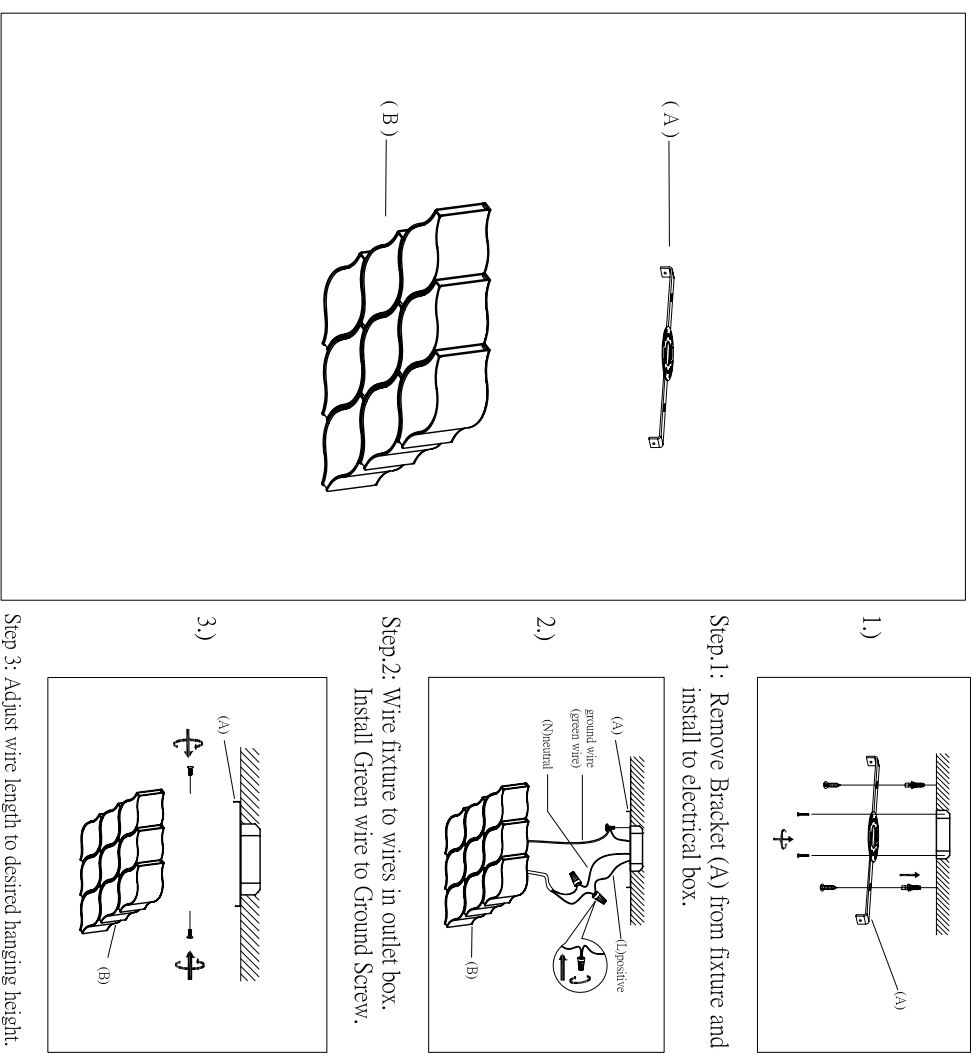 (A)
(B)
1.)
(A)
Step.1: Remove Bracket (A) from fixture and
install to electrical box.
2.)
(A)
ground wire
(green wire)
(N)neutral
(L)positive
(B)
Step.2: Wire fixture to wires in outlet box.
Install Green wire to Ground Screw.
3.)
(A)
(B)
Step 3: Adjust wire length to desired hanging height.